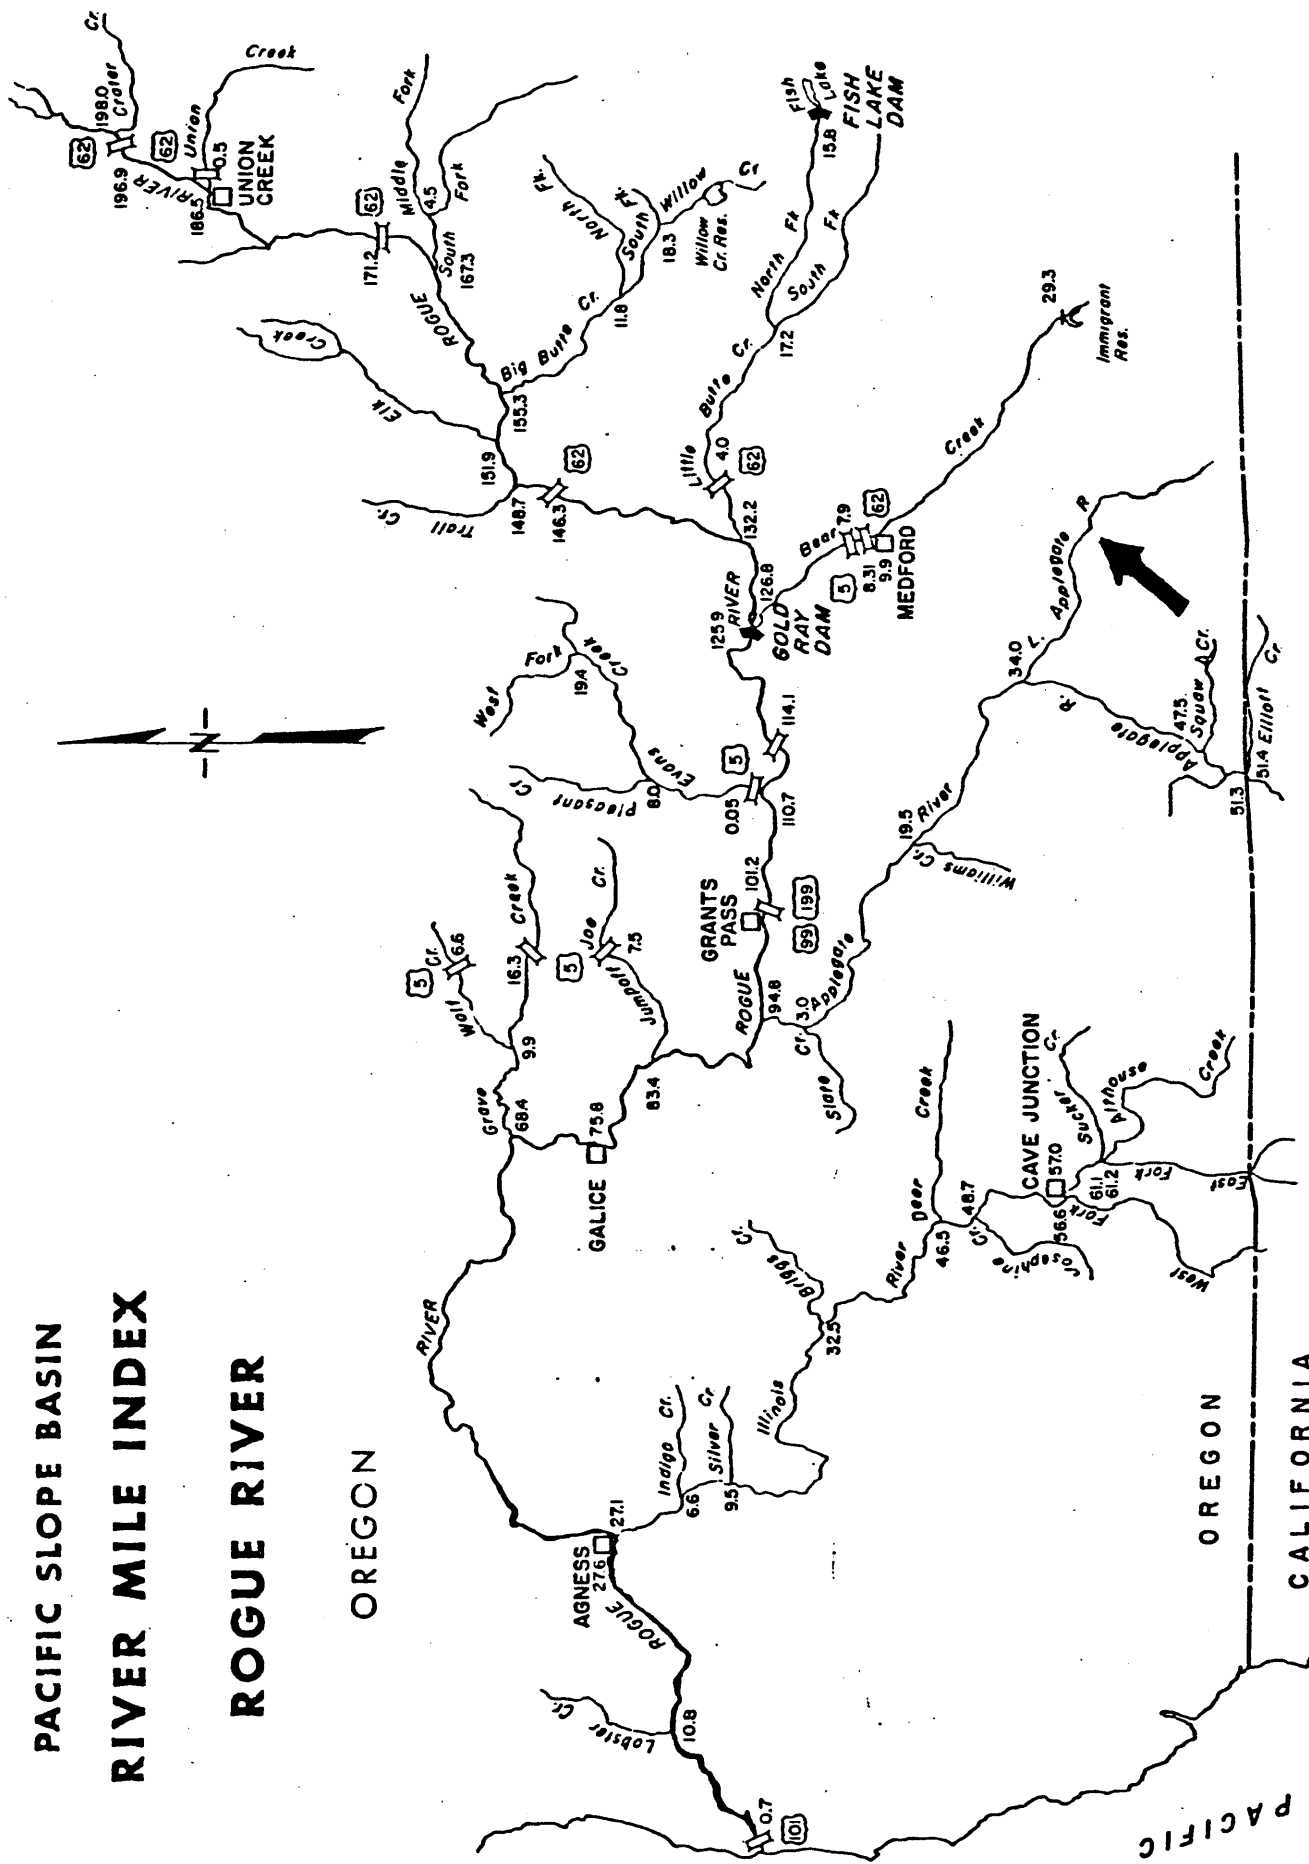 PACIFIC SLOPE BASIN
RIVER MILE INDEX
ROGUE RIVER
OREGON
N
Lobster Cr.
10.8
0.7
101
ROGUE
AGNESS
27.6
27.1
Indigo Cr.
6.6
Silver Cr.
9.5
Illinois
River
32.5
Briggs Cr.
46.5
Deer Creek
48.7
Josephine Cr.
56.6
CAVE JUNCTION
57.0
West Fork
61.1
61.2
Sucker Cr.
Althouse Creek
East Fork
RIVER
GALICE
75.8
68.4
Grave Creek
9.9
Wolf Cr.
5
6.6
16.3
5
Jumpoff Joe Cr.
7.5
83.4
ROGUE
94.8
3.0
Slate Cr.
Applegate River
Williams Cr.
19.5
34.0
L. Applegate R
Applegate R.
47.5
Squaw Cr.
51.3
51.4
Elliott Cr.
GRANTS PASS
101.2
99
199
110.7
0.05
5
114.1
Evans Creek
8.0
Pleasant Cr
19.4
West Fork
RIVER
125.9
GOLD RAY DAM
126.8
Bear Creek
5
7.9
62
8.31
9.9
MEDFORD
29.3
Immigrant Res.
132.2
Little Butte Cr.
4.0
62
17.2
North Fk
South Fk
15.8
Fish Lake
FISH LAKE DAM
146.3
62
148.7
Trail Cr.
151.9
Elk Creek
155.3
Big Butte Cr.
11.8
North Fk.
South Fk.
18.3
Willow Cr
Willow Cr. Res.
ROGUE
167.3
South Fork
4.5
Middle Fork
171.2
62
RIVER
186.5
UNION CREEK
0.5
Union Creek
62
196.9
62
198.0
Crater Cr.
OREGON
CALIFORNIA
PACIFIC